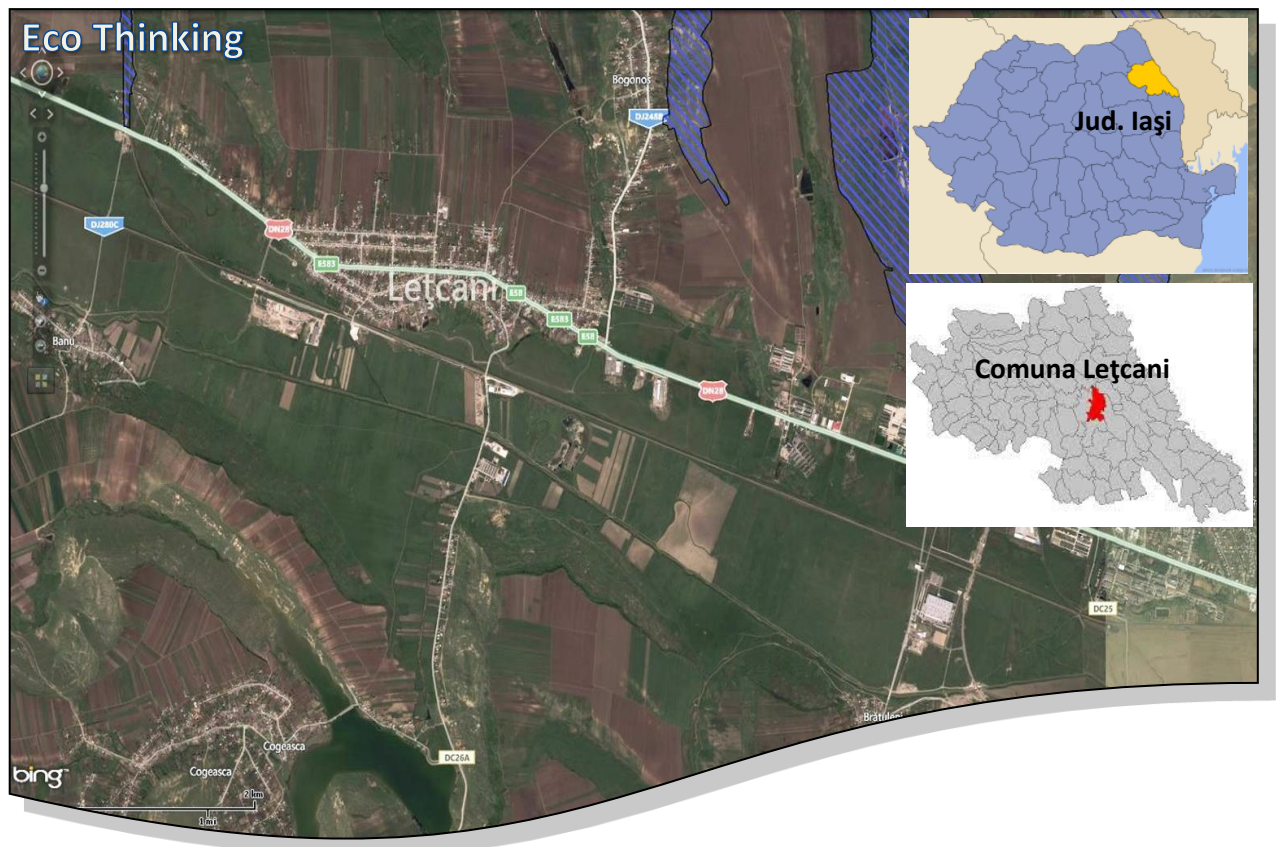 Eco Thinking
Bogonos
DJ248B
Jud. Iaşi
DJ280C
DN28
E583
Leţcani
E58
E583
E58
Banu
DN28
Comuna Leţcani
DC25
Brătuleni
Cogeasca
DC26A
Cogeasca
bing
2 km
1 mi